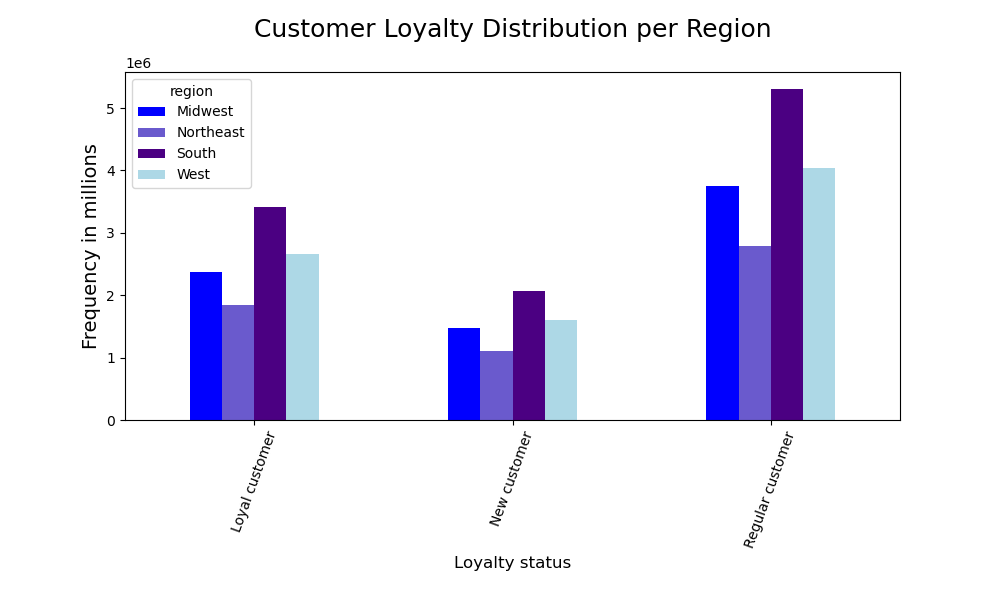 Customer Loyalty Distribution per Region
1e6
region
Midwest
Northeast
South
West
5
4
3
2
1
0
Frequency in millions
Loyal customer
New customer
Regular customer
Loyalty status